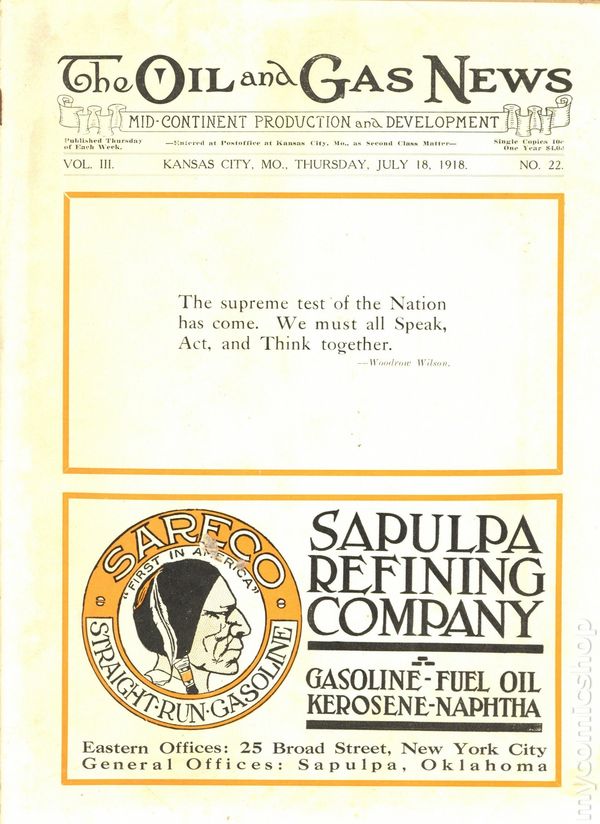 The OIL and GAS NEWS
MID-CONTINENT PRODUCTION and DEVELOPMENT
Published Thursday
of Each Week.
—Entered at Postoffice at Kansas City, Mo., as Second Class Matter—
Single Copies 10c
One Year $4.00
VOL. III.
KANSAS CITY, MO., THURSDAY, JULY 18, 1918.
NO. 22.
The supreme test of the Nation
has come. We must all Speak,
Act, and Think together.
—Woodrow Wilson.
SARECO
"FIRST IN AMERICA"
STRAIGHT·RUN·GASOLINE
SAPULPA
REFINING
COMPANY
GASOLINE-FUEL OIL
KEROSENE-NAPHTHA
Eastern Offices: 25 Broad Street, New York City
General Offices: Sapulpa, Oklahoma
mycomicshop